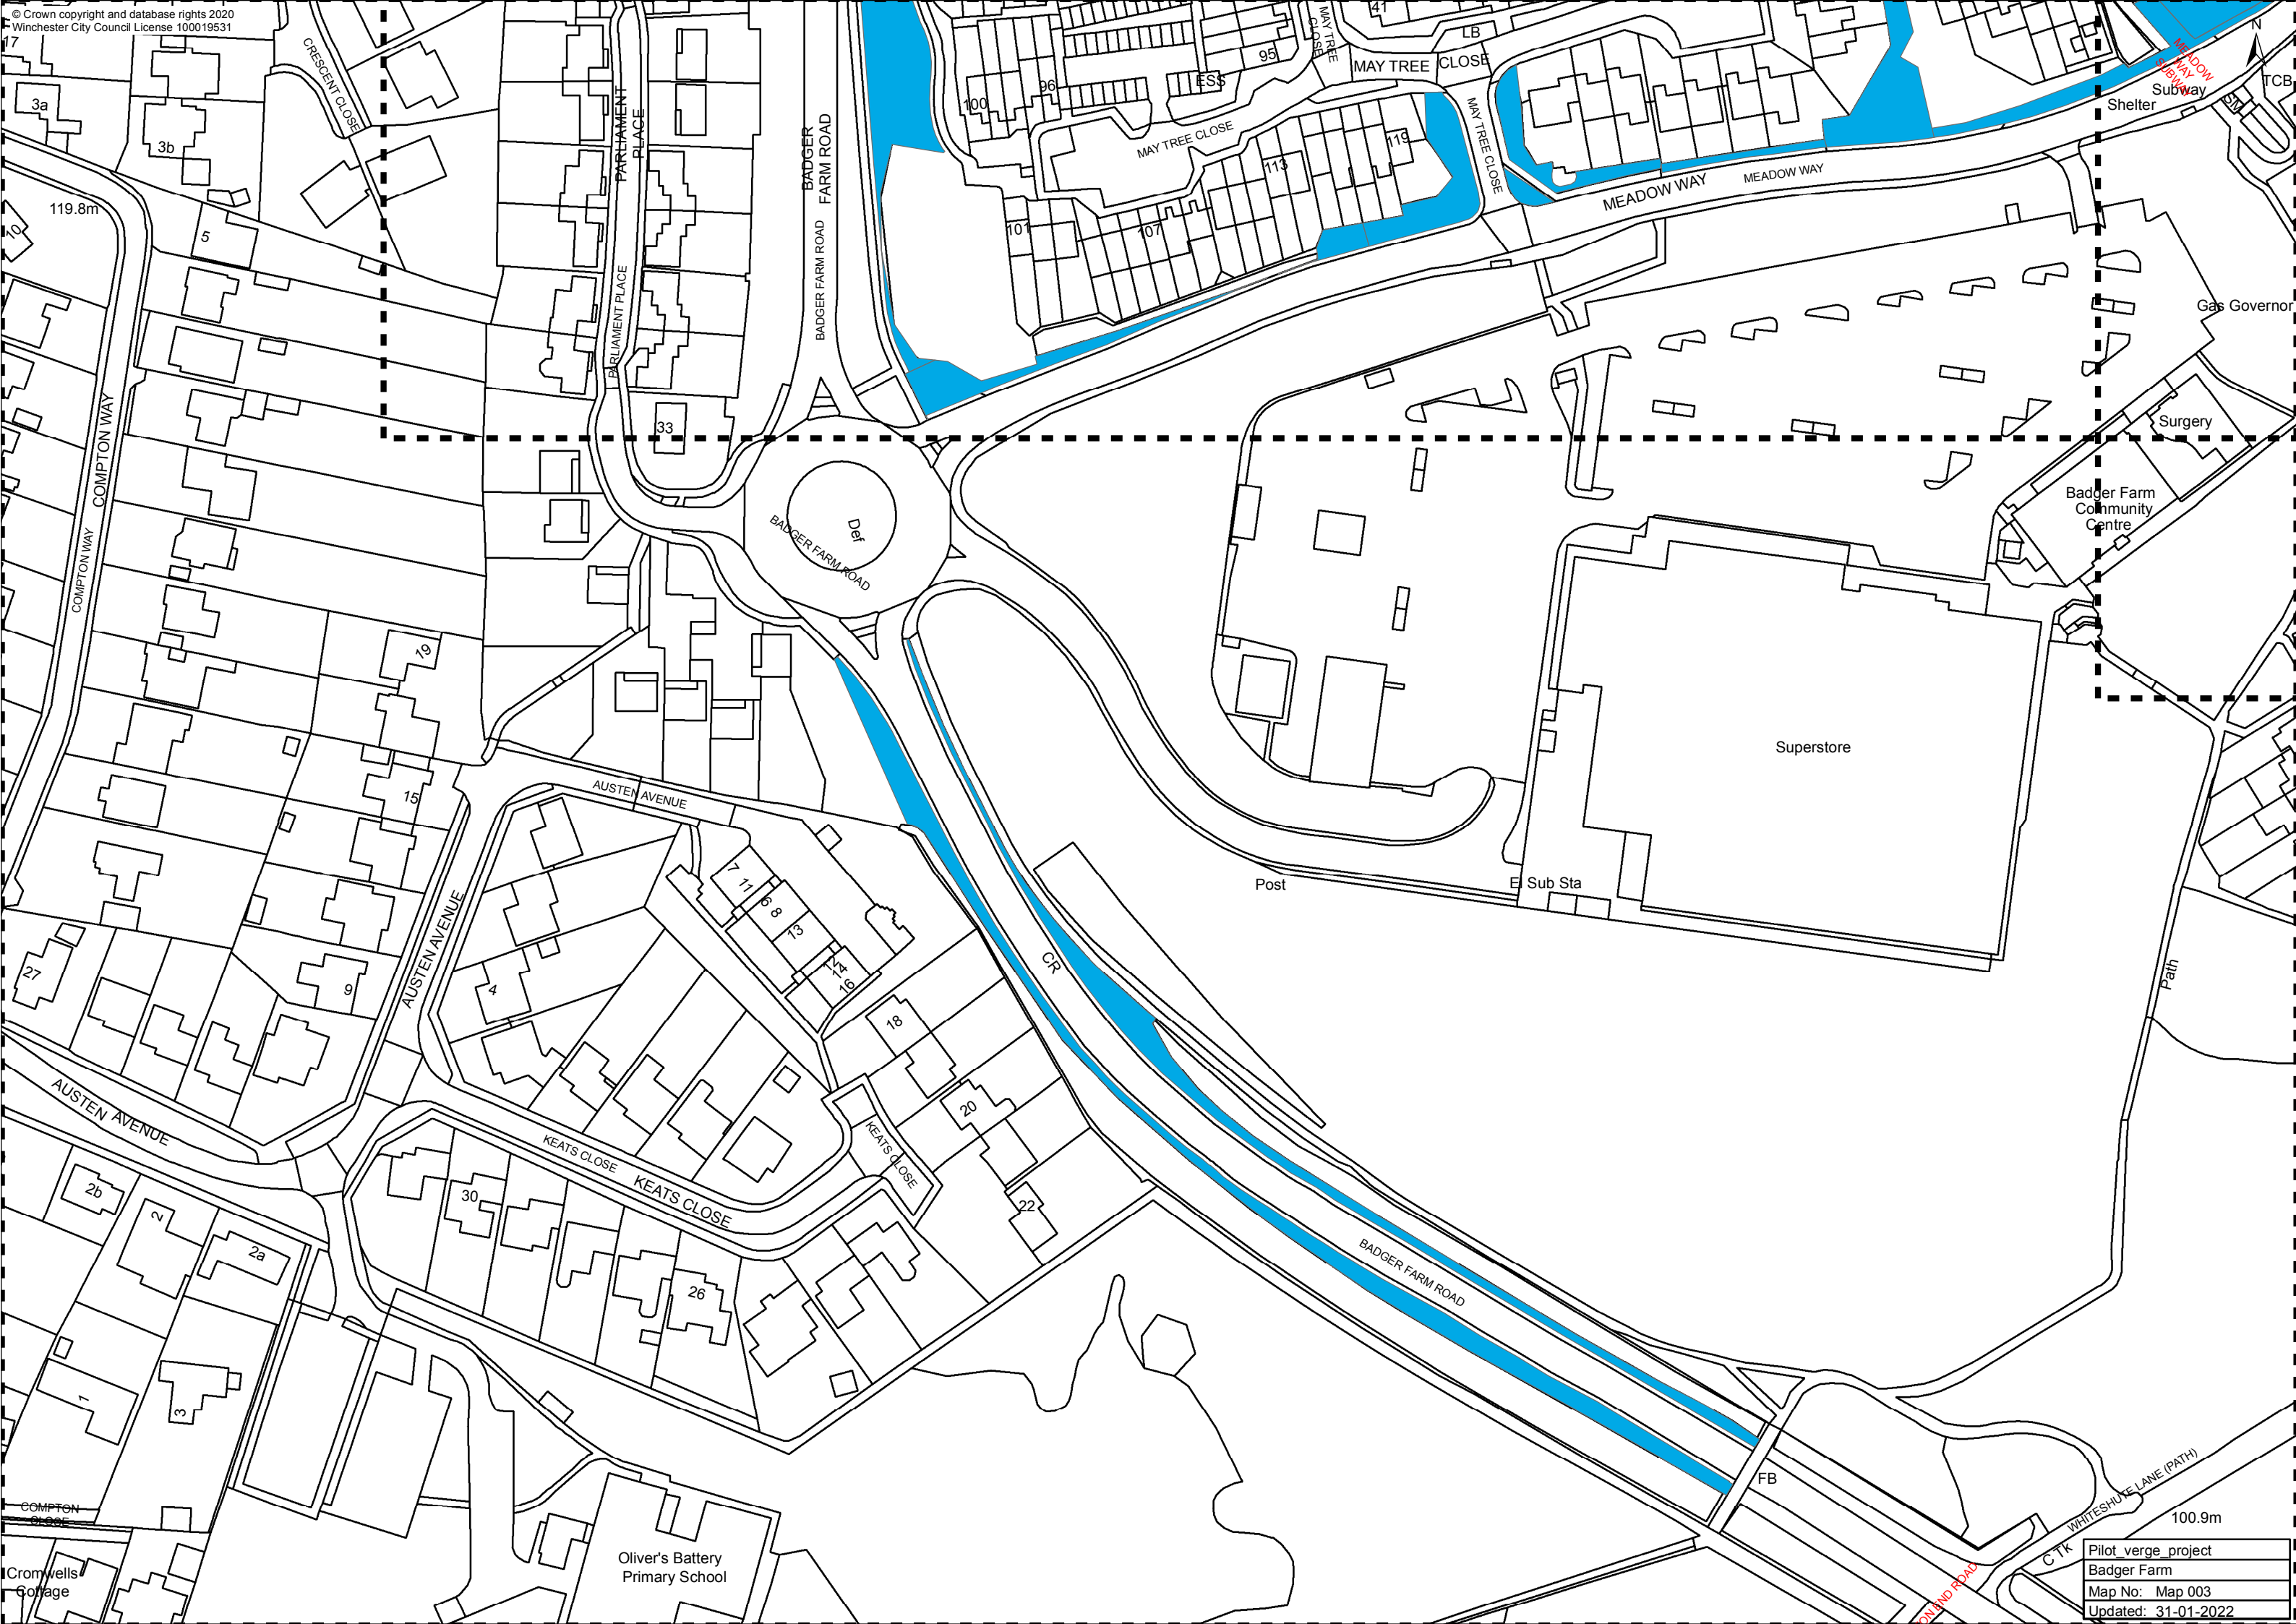 © Crown copyright and database rights 2020
Winchester City Council License 100019531
17
CRESCENT CLOSE
3a
3b
119.8m
10
5
PARLIAMENT
PLACE
PARLIAMENT PLACE
BADGER
FARM ROAD
BADGER FARM ROAD
100
96
ESS
95
MAY TREE
CLOSE
41
LB
MAY TREE CLOSE
MAY TREE CLOSE
MAY TREE CLOSE
101
107
113
119
MEADOW WAY
MEADOW WAY
MEADOW
WAY
SUBWAY
N
TCB
Subway
Shelter
SM
Gas Governor
Surgery
Badger Farm
Community
Centre
33
COMPTON WAY
COMPTON WAY
Def
BADGER FARM ROAD
19
15
9
27
AUSTEN AVENUE
AUSTEN AVENUE
AUSTEN AVENUE
4
7
11
6
8
13
12
14
16
18
20
22
CR
Post
El Sub Sta
Superstore
Path
KEATS CLOSE
KEATS CLOSE
KEATS CLOSE
30
26
2b
2
2a
1
3
BADGER FARM ROAD
FB
WHITESHUTE LANE (PATH)
100.9m
C Tk
ON END ROAD
COMPTON
CLOSE
Cromwells
Cottage
Oliver's Battery
Primary School
Pilot_verge_project
Badger Farm
Map No: Map 003
Updated: 31-01-2022